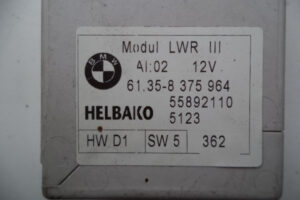 BMW
Modul LWR III
AI:02 12V
61.35-8 375 964
55892110
HELBAKO 5123
HW D1 SW 5 362